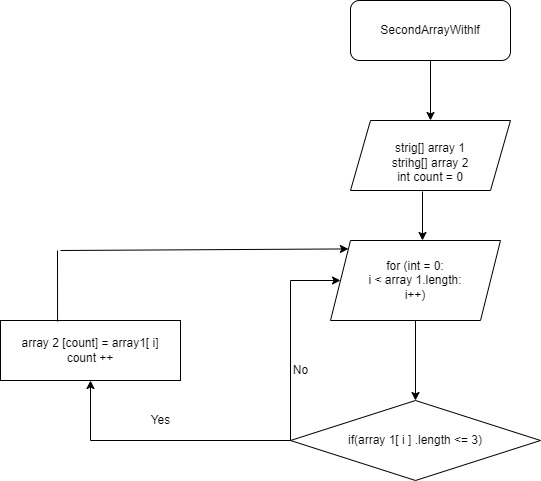 SecondArrayWithIf
strig[] array 1
strihg[] array 2
int count = 0
for (int = 0:
i < array 1.length:
i++)
array 2 [count] = array1[ i]
count ++
No
Yes
if(array 1[ i ] .length <= 3)